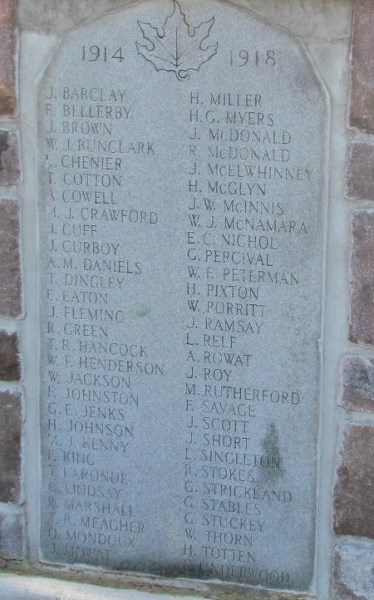 1914 1918
J. BARCLAY
E. BELLERBY
J. BROWN
W. J. BUNCLARK
L. CHENIER
T. COTTON
A. COWELL
M. J. CRAWFORD
J. CUFF
J. CURBOY
A. M. DANIELS
T. DINGLEY
E. EATON
J. FLEMING
R. GREEN
T. R. HANCOCK
W. F. HENDERSON
W. JACKSON
F. JOHNSTON
G. E. JENKS
H. JOHNSON
M. J. KENNY
KING
LARONDE
LINDSAY
MARSHALL
T. R. MEAGHER
O. MONDOUX
J. MOWAT
H. MILLER
H. G. MYERS
J. McDONALD
R. McDONALD
J. McELWHINNEY
H. McGLYN
J. W. McINNIS
W. J. McNAMARA
E. C. NICHOL
G. PERCIVAL
W. F. PETERMAN
H. PIXTON
W. PORRITT
J. RAMSAY
L. RELF
A. ROWAT
J. ROY
M. RUTHERFORD
F. SAVAGE
J. SCOTT
J. SHORT
L. SINGLETON
R. STOKES
G. STRICKLAND
G. STABLES
G. STUCKEY
W. THORN
H. TOTTEN
UNDERWOOD